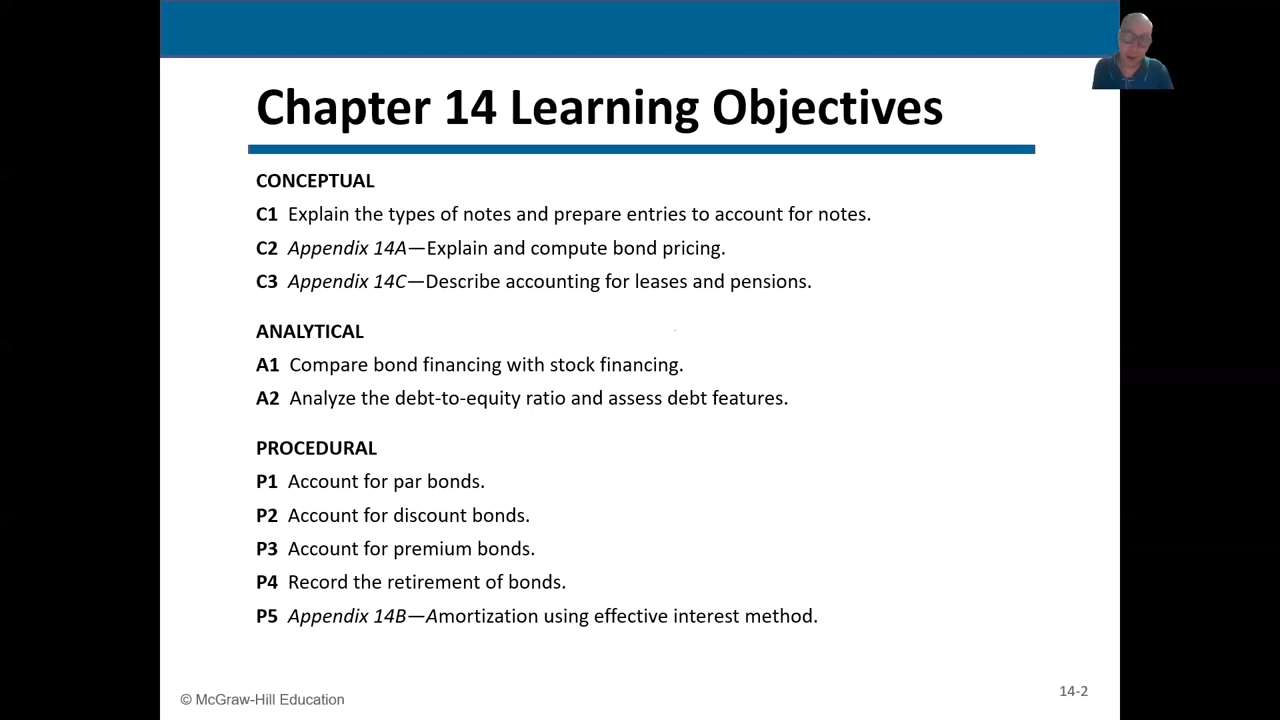 Chapter 14 Learning Objectives
CONCEPTUAL
C1 Explain the types of notes and prepare entries to account for notes.
C2 Appendix 14A—Explain and compute bond pricing.
C3 Appendix 14C—Describe accounting for leases and pensions.
ANALYTICAL
A1 Compare bond financing with stock financing.
A2 Analyze the debt-to-equity ratio and assess debt features.
PROCEDURAL
P1 Account for par bonds.
P2 Account for discount bonds.
P3 Account for premium bonds.
P4 Record the retirement of bonds.
P5 Appendix 14B—Amortization using effective interest method.
© McGraw-Hill Education
14-2